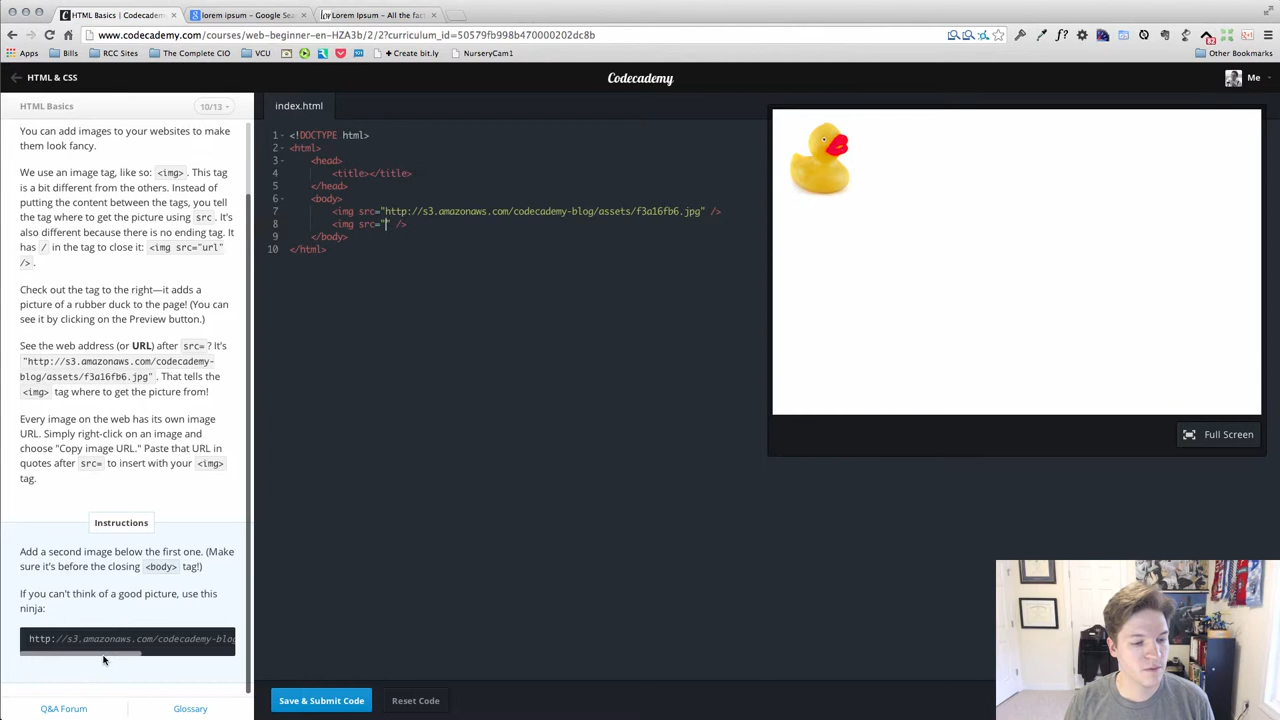 HTML Basics | Codecadem
lorem ipsum - Google Sea
Lorem Ipsum - All the fac
www.codecademy.com/courses/web-beginner-en-HZA3b/2/2?curriculum_id=50579fb998b470000202dc8b
Apps Bills RCC Sites The Complete CIO VCU + Create bit.ly NurseryCam1 Other Bookmarks
HTML & CSS
Codecademy
Me
HTML Basics
10/13
You can add images to your websites to make
them look fancy.
We use an image tag, like so: <img>. This tag
is a bit different from the others. Instead of
putting the content between the tags, you tell
the tag where to get the picture using src. It's
also different because there is no ending tag. It
has / in the tag to close it: <img src="url"
/>.
Check out the tag to the right—it adds a
picture of a rubber duck to the page! (You can
see it by clicking on the Preview button.)
See the web address (or URL) after src=? It's
"http://s3.amazonaws.com/codecademy-
blog/assets/f3a16fb6.jpg". That tells the
<img> tag where to get the picture from!
Every image on the web has its own image
URL. Simply right-click on an image and
choose "Copy image URL." Paste that URL in
quotes after src= to insert with your <img>
tag.
Instructions
Add a second image below the first one. (Make
sure it's before the closing <body> tag!)
If you can't think of a good picture, use this
ninja:
http://s3.amazonaws.com/codecademy-blog
Q&A Forum
Glossary
index.html
1 <!DOCTYPE html>
2 <html>
3 <head>
4 <title></title>
5 </head>
6 <body>
7 <img src="http://s3.amazonaws.com/codecademy-blog/assets/f3a16fb6.jpg" />
8 <img src="" />
9 </body>
10 </html>
Full Screen
Save & Submit Code
Reset Code